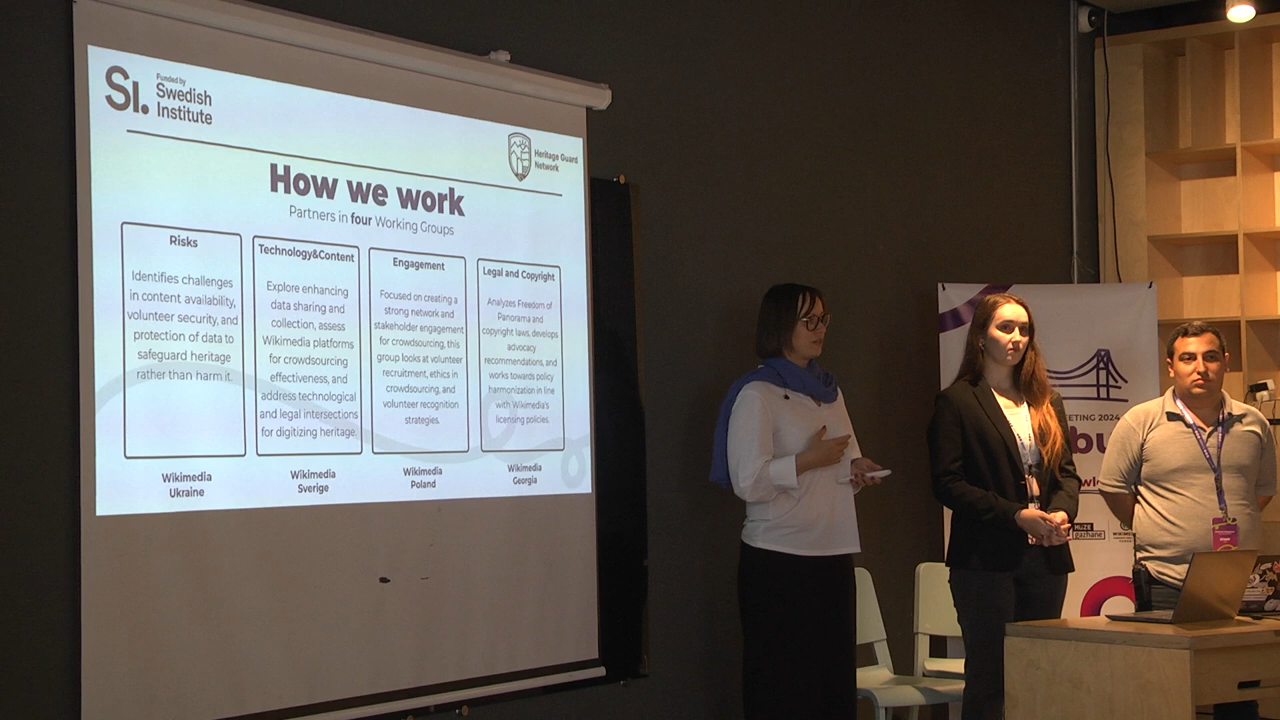 SI.
Funded by
Swedish
Institute
Heritage Guard
Network
How we work
Partners in four Working Groups
Risks
Identifies challenges
in content availability,
volunteer security, and
protection of data to
safeguard heritage
rather than harm it.
Wikimedia
Ukraine
Technology&Content
Explore enhancing
data sharing and
collection, assess
Wikimedia platforms
for crowdsourcing
effectiveness, and
address technological
and legal intersections
for digitizing heritage.
Wikimedia
Sverige
Engagement
Focused on creating a
strong network and
stakeholder engagement
for crowdsourcing, this
group looks at volunteer
recruitment, ethics in
crowdsourcing, and
volunteer recognition
strategies.
Wikimedia
Poland
Legal and Copyright
Analyzes Freedom of
Panorama and
copyright laws, develops
advocacy
recommendations, and
works towards policy
harmonization in line
with Wikimedia's
licensing policies.
Wikimedia
Georgia
EETING 2024
bu
wle
MÜZE
gazhane